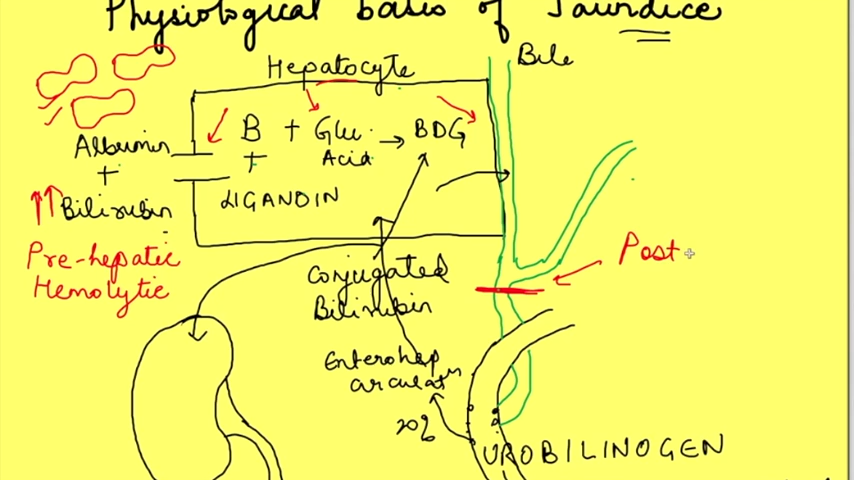 Physiological basis of Jaundice
Hepatocyte
Bile
B + Glu. → BDG
Acid
+
LIGANDIN
Albumin
+
↑↑ Bilirubin
Pre-hepatic
Hemolytic
Post
Conjugated
Bilirubin
Enterohep
circulatn
20%
UROBILINOGEN